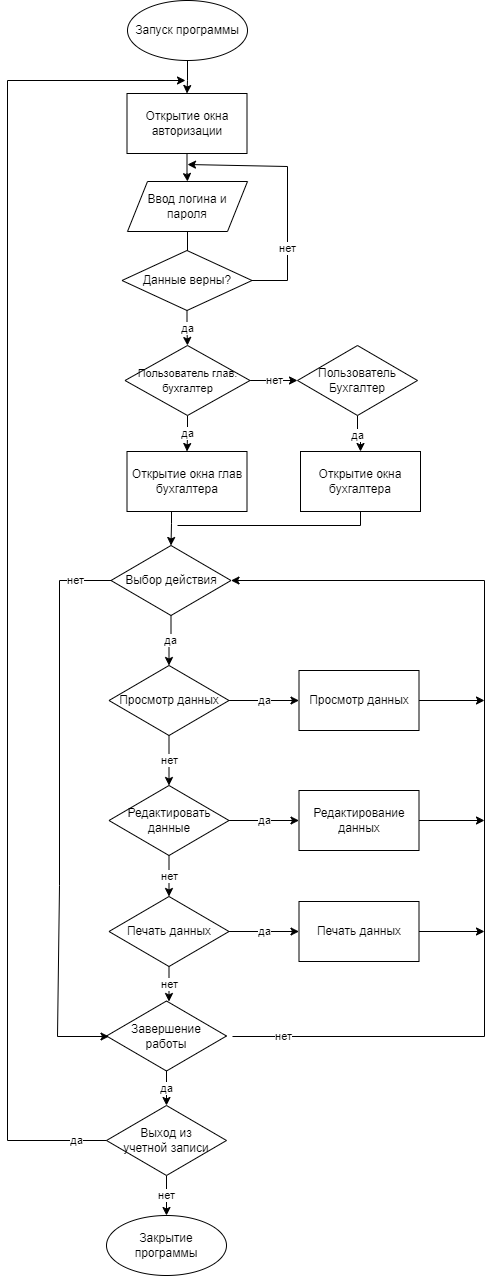 Запуск программы
Открытие окна
авторизации
Ввод логина и
пароля
нет
Данные верны?
да
Пользователь глав.
бухгалтер
нет
Пользователь
Бухгалтер
да
да
Открытие окна глав
бухгалтера
Открытие окна
бухгалтера
нет
Выбор действия
да
Просмотр данных
да
Просмотр данных
нет
Редактировать
данные
да
Редактирование
данных
нет
Печать данных
да
Печать данных
нет
Завершение
работы
нет
да
да
Выход из
учетной записи
нет
Закрытие
программы